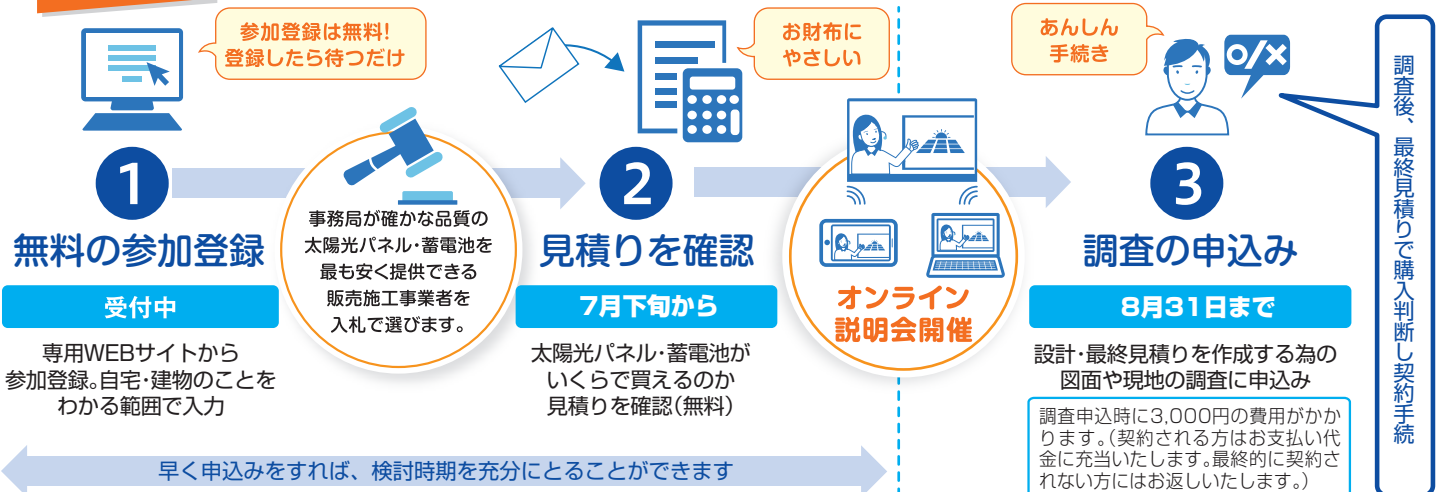 参加登録は無料!
登録したら待つだけ
1
無料の参加登録
受付中
専用WEBサイトから
参加登録。自宅・建物のことを
わかる範囲で入力
事務局が確かな品質の
太陽光パネル・蓄電池を
最も安く提供できる
販売施工事業者を
入札で選びます。
お財布に
やさしい
2
見積りを確認
7月下旬から
太陽光パネル・蓄電池が
いくらで買えるのか
見積りを確認(無料)
早く申込みをすれば、検討時期を充分にとることができます
オンライン
説明会開催
あんしん
手続き
o/x
3
調査の申込み
8月31日まで
設計・最終見積りを作成する為の
図面や現地の調査に申込み
調査申込時に3,000円の費用がかか
ります。(契約される方はお支払い代
金に充当いたします。最終的に契約さ
れない方にはお返しいたします。)
調査後、最終見積りで購入判断し契約手続